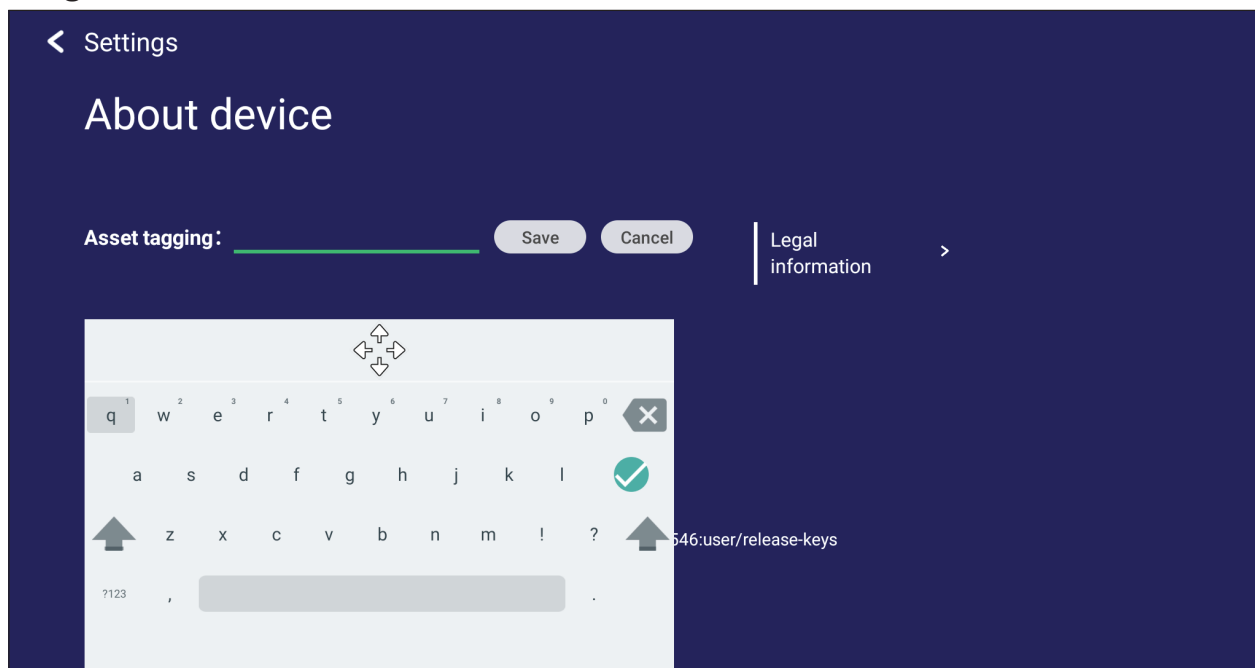 Settings
About device
Asset tagging:
Save
Cancel
Legal
information
q 1 w 2 e 3 r 4 t 5 y 6 u 7 i 8 o 9 p 0
a s d f g h j k l
z x c v b n m ! ?
546:user/release-keys
?123 , .